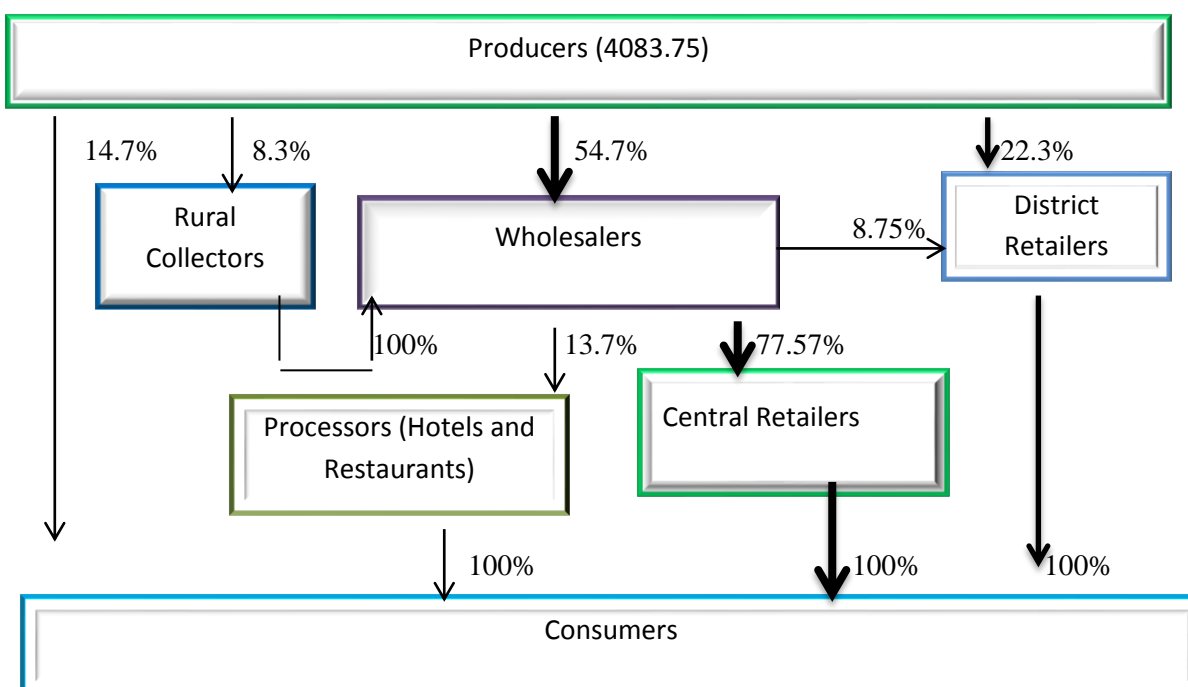 Producers (4083.75)
14.7%
8.3%
54.7%
22.3%
Rural
Collectors
Wholesalers
8.75%
District
Retailers
100%
13.7%
77.57%
Processors (Hotels and
Restaurants)
Central Retailers
100%
100%
100%
Consumers